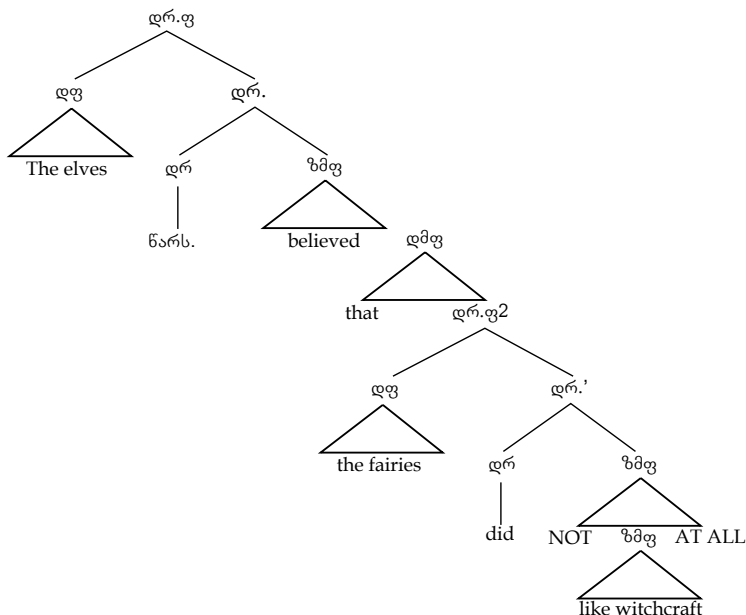 დრ.ფ
დფ დრ.
The elves დრ ზმფ
წარს. believed დმფ
that დრ.ფ2
დფ დრ.’
the fairies დრ ზმფ
did NOT ზმფ AT ALL
like witchcraft